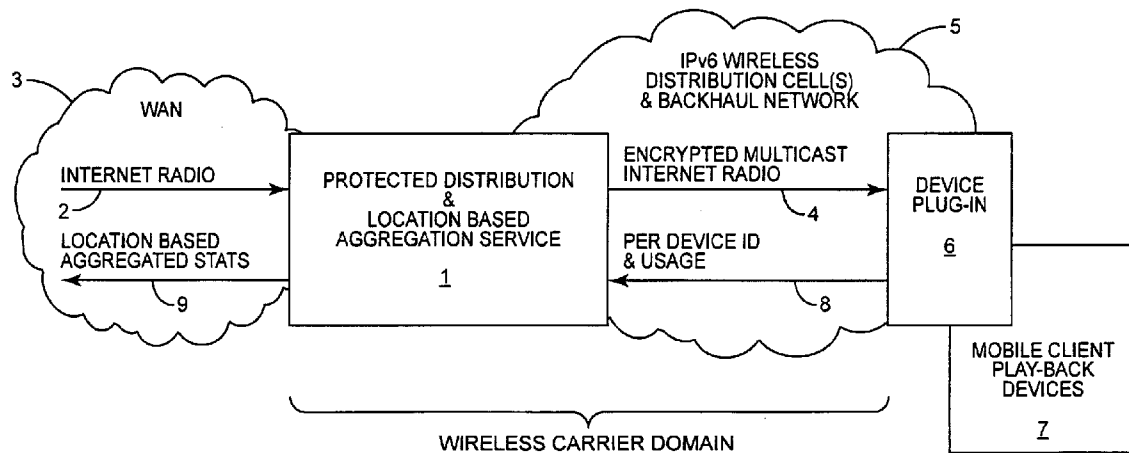 3
WAN
INTERNET RADIO
2
LOCATION BASED
AGGREGATED STATS
9
PROTECTED DISTRIBUTION
&
LOCATION BASED
AGGREGATION SERVICE
1
5
IPv6 WIRELESS
DISTRIBUTION CELL(S)
& BACKHAUL NETWORK
ENCRYPTED MULTICAST
INTERNET RADIO
4
PER DEVICE ID
& USAGE
8
DEVICE
PLUG-IN
6
MOBILE CLIENT
PLAY-BACK
DEVICES
7
WIRELESS CARRIER DOMAIN